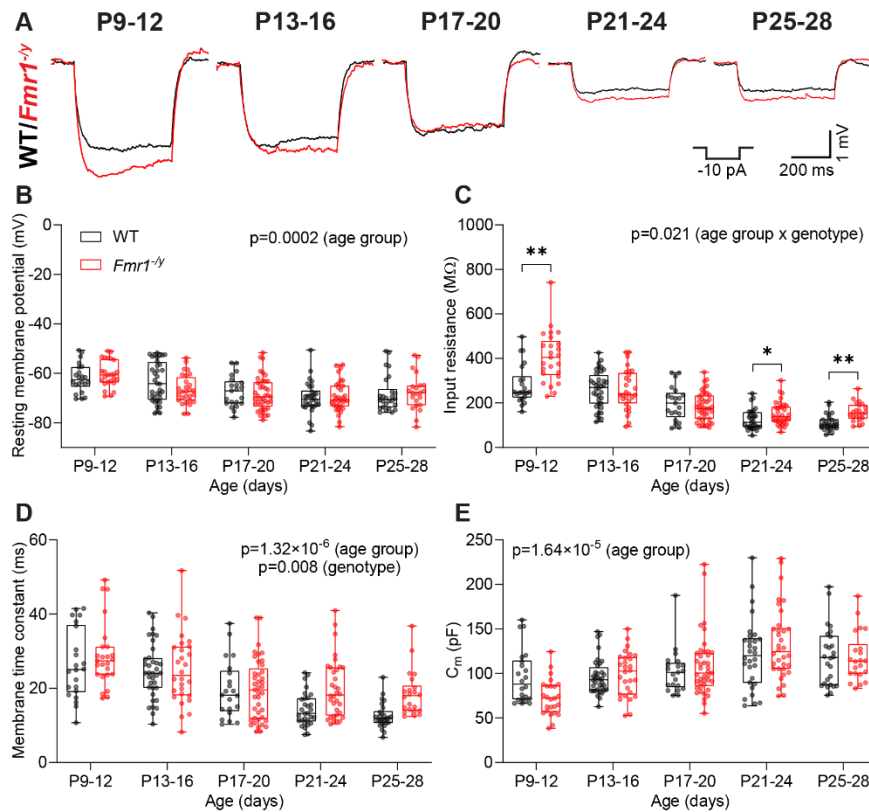 A
P9-12 P13-16 P17-20 P21-24 P25-28
WT/Fmr1-/y
-10 pA
200 ms
1 mV
B
Resting membrane potential (mV)
0
-20
-40
-60
-80
WT
Fmr1-/y
p=0.0002 (age group)
P9-12 P13-16 P17-20 P21-24 P25-28
Age (days)
C
Input resistance (MΩ)
1000
800
600
400
200
0
p=0.021 (age group x genotype)
**
*
**
P9-12 P13-16 P17-20 P21-24 P25-28
Age (days)
D
Membrane time constant (ms)
60
40
20
0
p=1.32×10-6 (age group)
p=0.008 (genotype)
P9-12 P13-16 P17-20 P21-24 P25-28
Age (days)
E
Cm (pF)
250
200
150
100
50
0
p=1.64×10-5 (age group)
P9-12 P13-16 P17-20 P21-24 P25-28
Age (days)